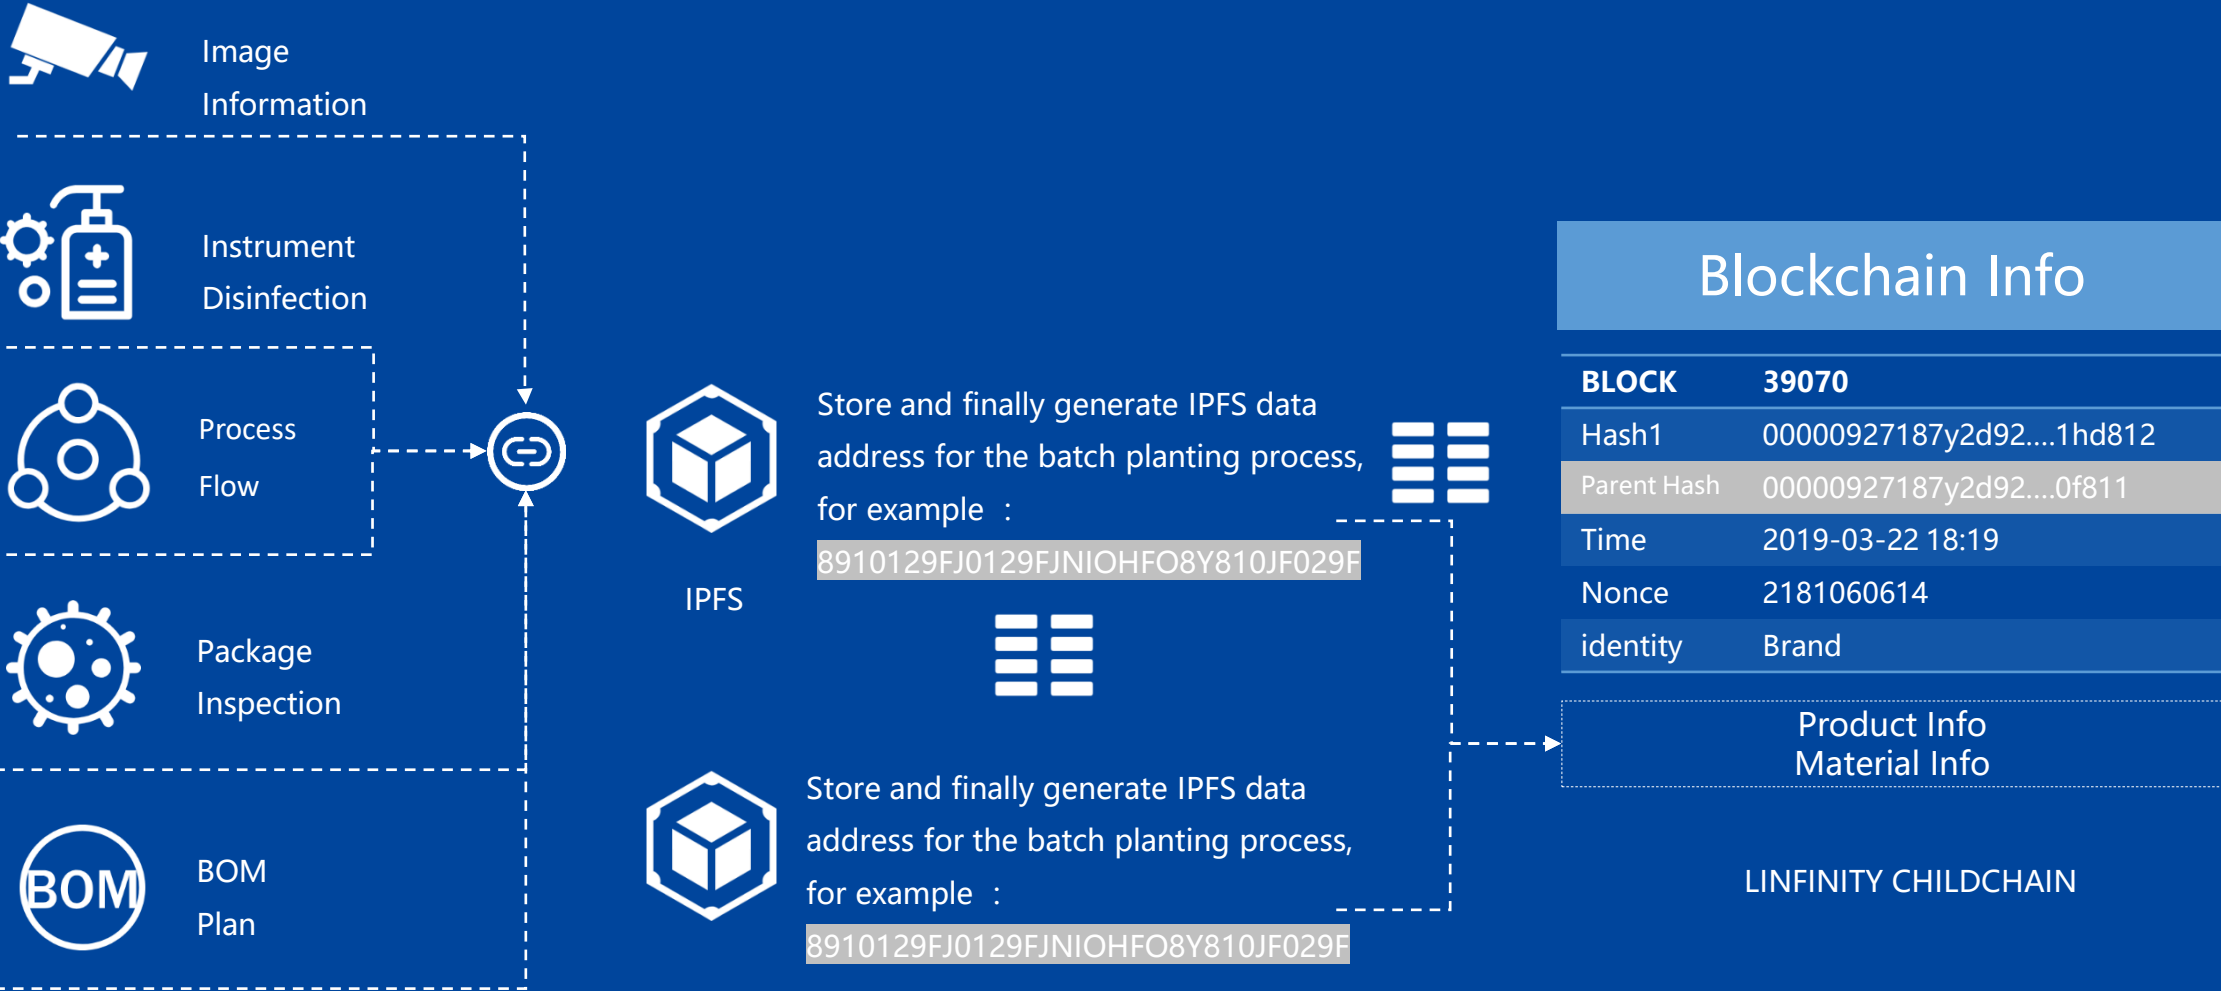 Image
Information
Instrument
Disinfection
Process
Flow
Package
Inspection
BOM
BOM
Plan
IPFS
Store and finally generate IPFS data
address for the batch planting process,
for example :
8910129FJ0129FJNIOHFO8Y810JF029F
Store and finally generate IPFS data
address for the batch planting process,
for example :
8910129FJ0129FJNIOHFO8Y810JF029F
Blockchain Info
BLOCK 39070
Hash1 00000927187y2d92....1hd812
Parent Hash 00000927187y2d92....0f811
Time 2019-03-22 18:19
Nonce 2181060614
identity Brand
Product Info
Material Info
LINFINITY CHILDCHAIN